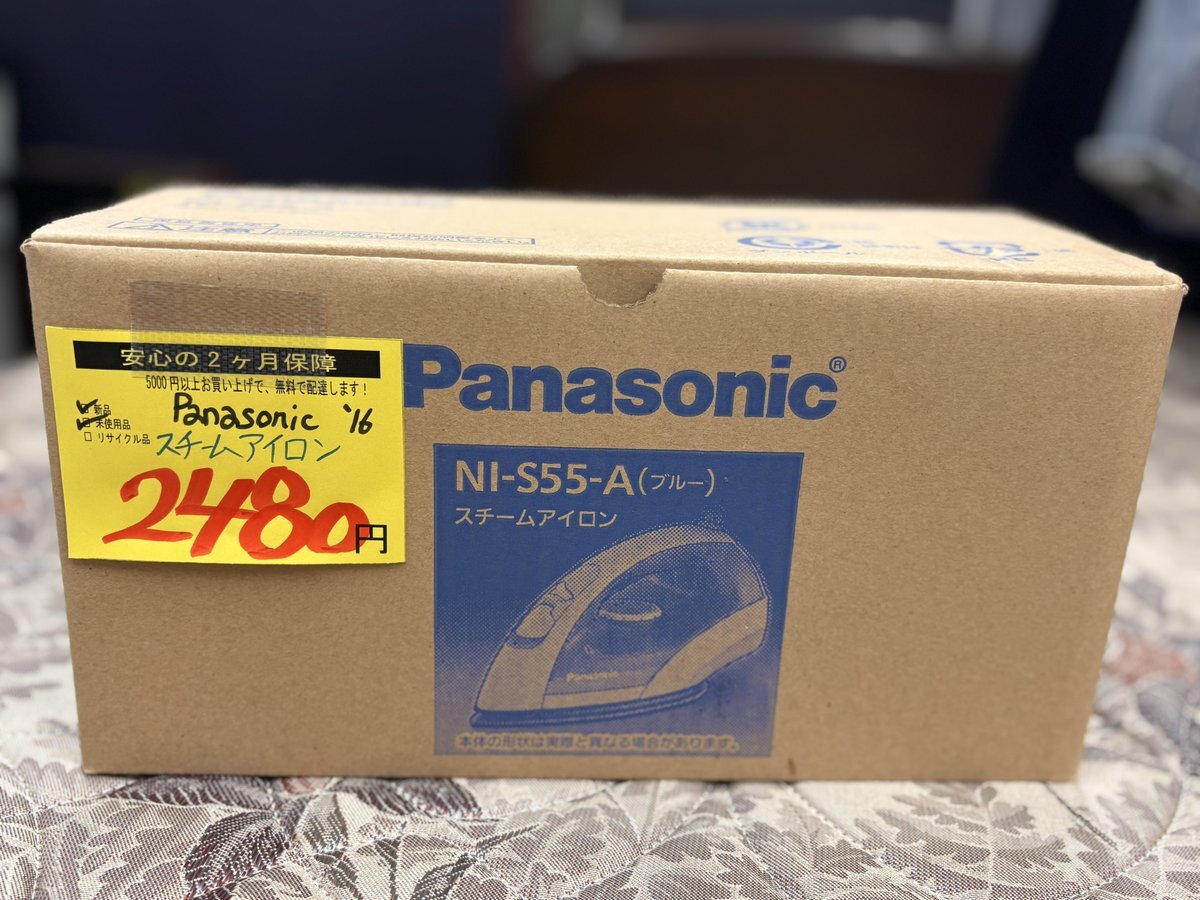 注意
安心の2ヶ月保障
5000円以上お買い上げで、無料で配達します！
新品
未使用品
リサイクル品
Panasonic '16
スチームアイロン
2480円
Panasonic®
NI-S55-A(ブルー)
スチームアイロン
Panasonic
本体の形状は実際と異なる場合があります。